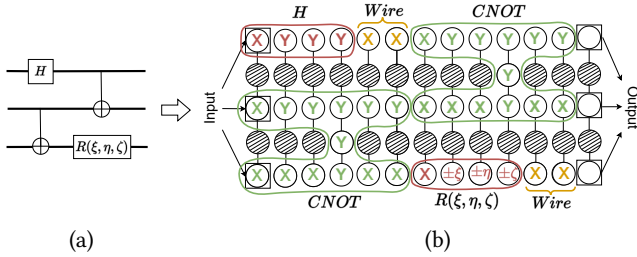 H
R(ξ, η, ζ)
(a)
H Wire CNOT
X Y Y Y X X X Y Y Y Y Y
Y
Input
X Y Y Y Y Y X X X Y X X
Output
Y
X X X Y X X X ±ξ ±η ±ζ X X
CNOT R(ξ, η, ζ) Wire
(b)